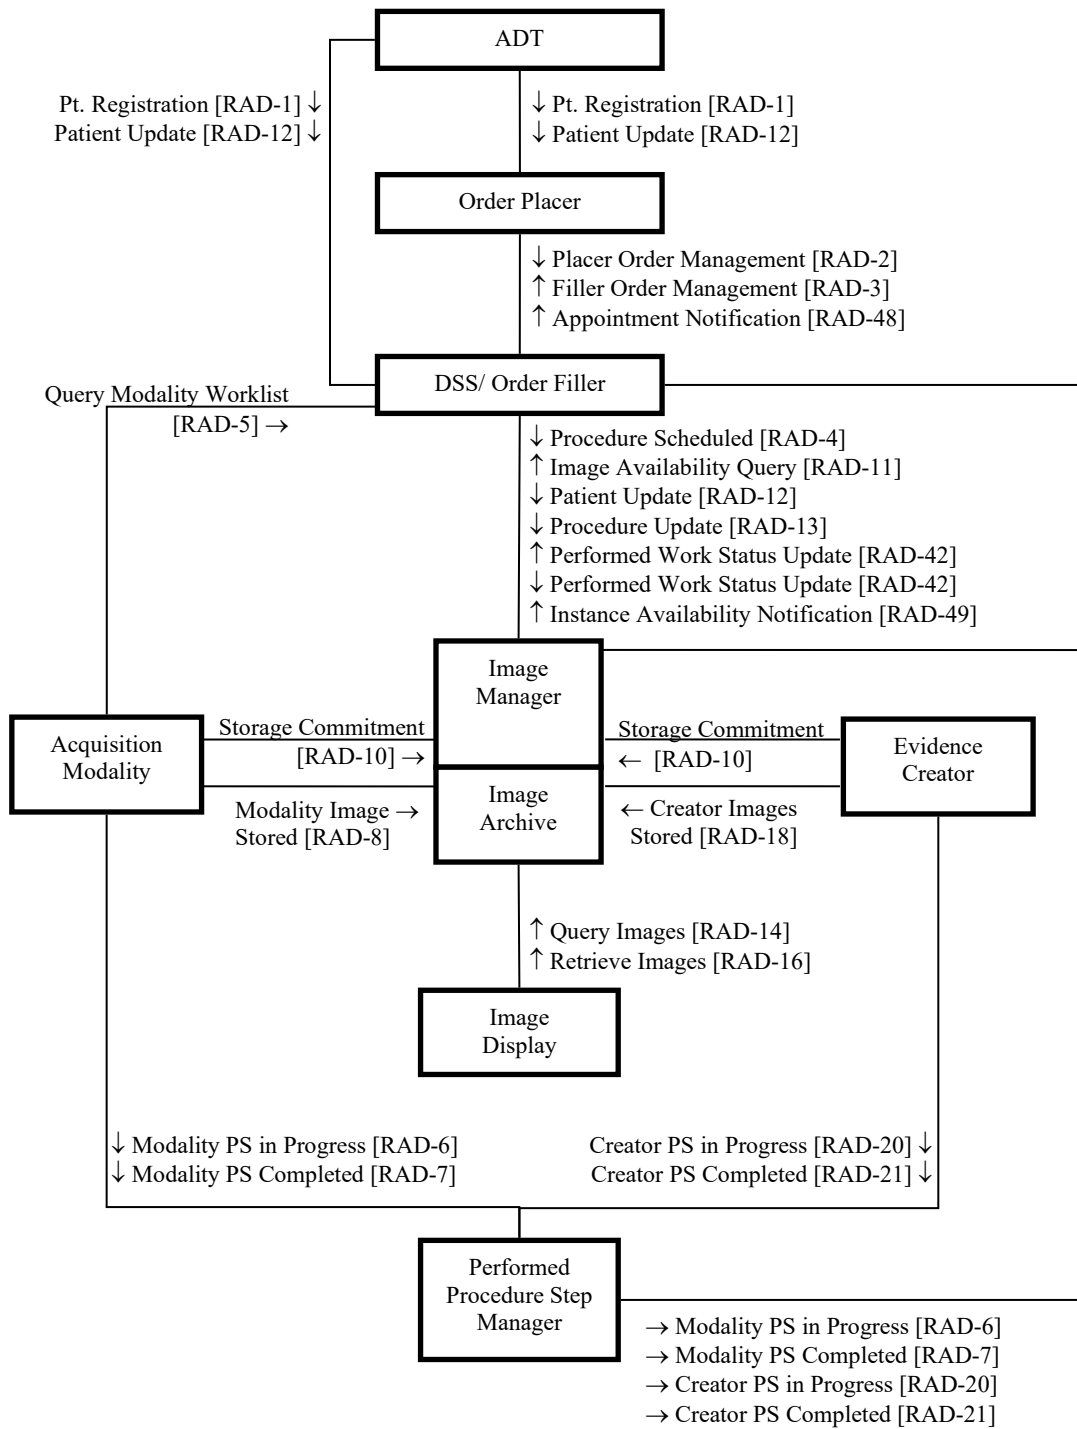 ADT
Pt. Registration [RAD-1] ↓
Patient Update [RAD-12] ↓
↓ Pt. Registration [RAD-1]
↓ Patient Update [RAD-12]
Order Placer
↓ Placer Order Management [RAD-2]
↑ Filler Order Management [RAD-3]
↑ Appointment Notification [RAD-48]
DSS/ Order Filler
Query Modality Worklist
[RAD-5] →
↓ Procedure Scheduled [RAD-4]
↑ Image Availability Query [RAD-11]
↓ Patient Update [RAD-12]
↓ Procedure Update [RAD-13]
↑ Performed Work Status Update [RAD-42]
↓ Performed Work Status Update [RAD-42]
↑ Instance Availability Notification [RAD-49]
Image
Manager
Acquisition
Modality
Storage Commitment
[RAD-10] →
Storage Commitment
← [RAD-10]
Evidence
Creator
Image
Archive
Modality Image →
Stored [RAD-8]
← Creator Images
Stored [RAD-18]
↑ Query Images [RAD-14]
↑ Retrieve Images [RAD-16]
Image
Display
↓ Modality PS in Progress [RAD-6]
↓ Modality PS Completed [RAD-7]
Creator PS in Progress [RAD-20] ↓
Creator PS Completed [RAD-21] ↓
Performed
Procedure Step
Manager
→ Modality PS in Progress [RAD-6]
→ Modality PS Completed [RAD-7]
→ Creator PS in Progress [RAD-20]
→ Creator PS Completed [RAD-21]